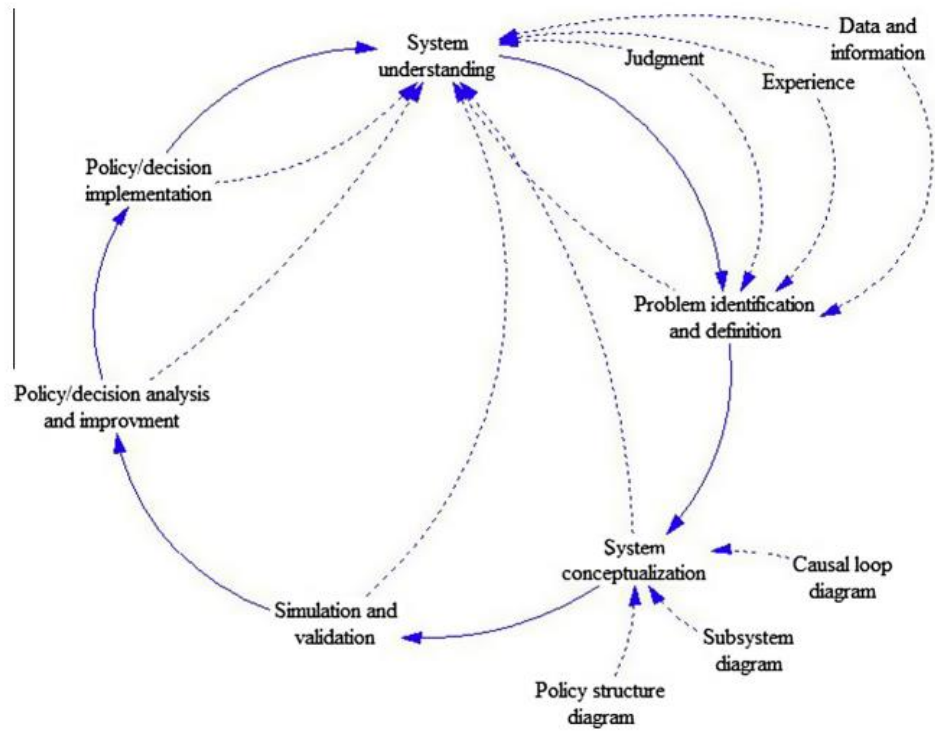 System
understanding
Data and
information
Judgment
Experience
Policy/decision
implementation
Problem identification
and definition
Policy/decision analysis
and improvment
System
conceptualization
Causal loop
diagram
Simulation and
validation
Subsystem
diagram
Policy structure
diagram